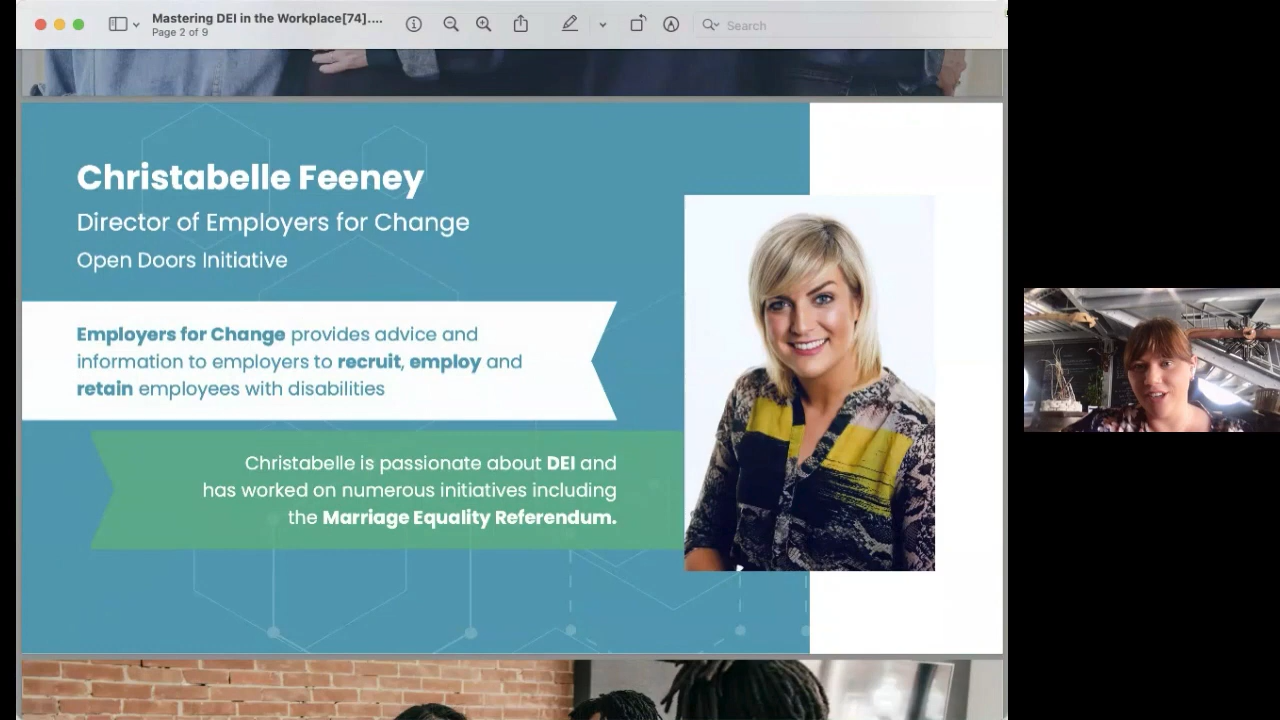 Mastering DEI in the Workplace[74]....
Page 2 of 9
Search
Christabelle Feeney
Director of Employers for Change
Open Doors Initiative
Employers for Change provides advice and
information to employers to recruit, employ and
retain employees with disabilities
Christabelle is passionate about DEI and
has worked on numerous initiatives including
the Marriage Equality Referendum.